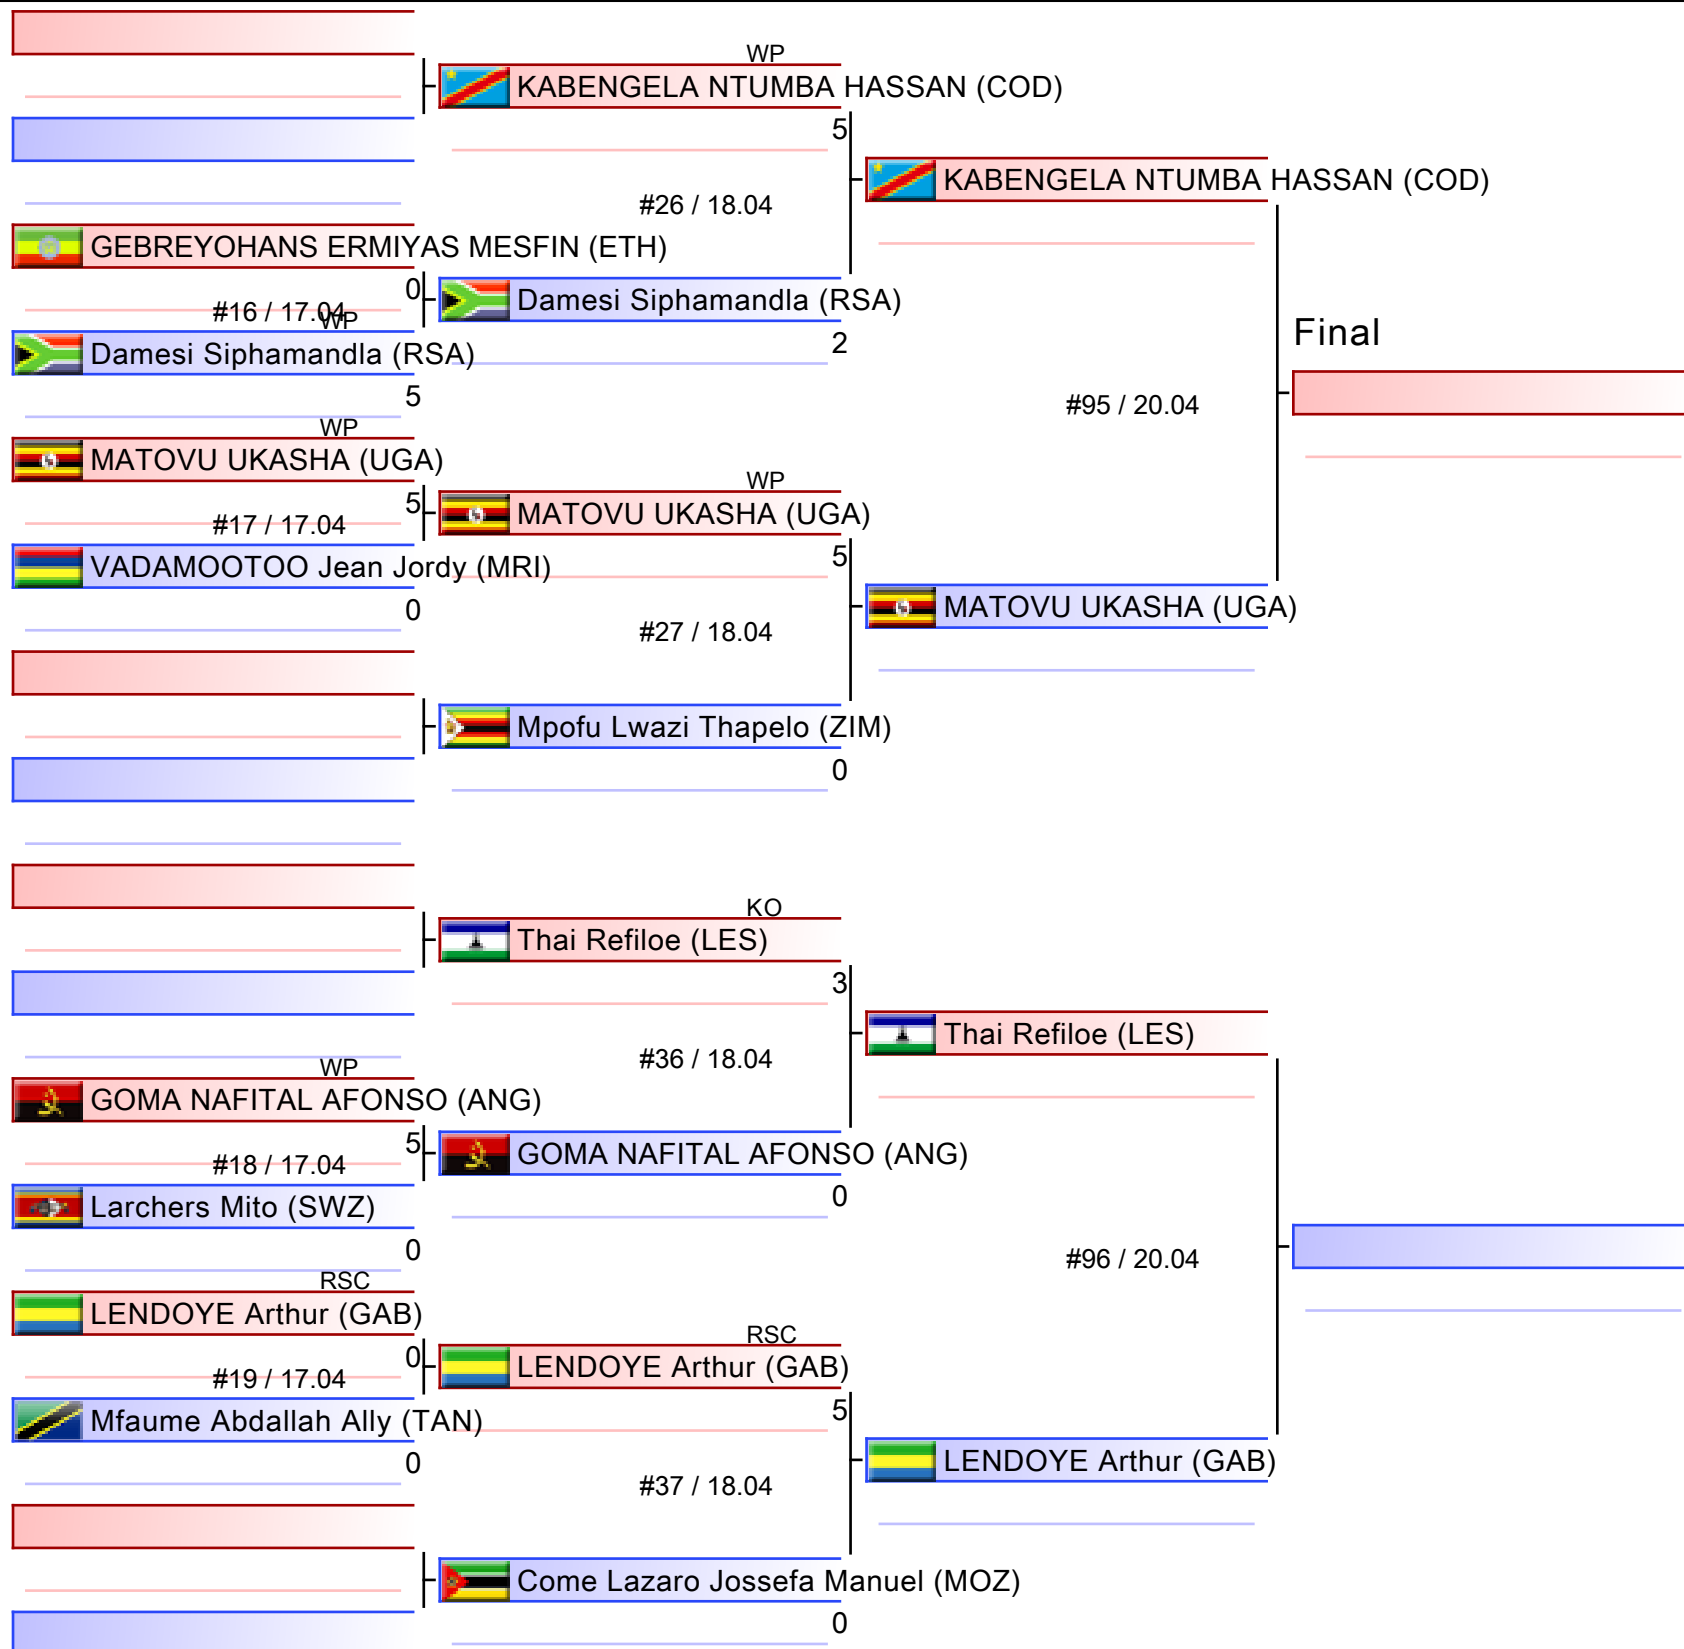 WP
KABENGELA NTUMBA HASSAN (COD)
5
KABENGELA NTUMBA HASSAN (COD)
#26 / 18.04
GEBREYOHANS ERMIYAS MESFIN (ETH)
0
#16 / 17.04
Damesi Siphamandla (RSA)
2
WP
Damesi Siphamandla (RSA)
5
Final
#95 / 20.04
WP
MATOVU UKASHA (UGA)
5
#17 / 17.04
WP
MATOVU UKASHA (UGA)
5
VADAMOOTOO Jean Jordy (MRI)
0
MATOVU UKASHA (UGA)
#27 / 18.04
Mpofu Lwazi Thapelo (ZIM)
0
KO
Thai Refiloe (LES)
3
Thai Refiloe (LES)
#36 / 18.04
WP
GOMA NAFITAL AFONSO (ANG)
5
#18 / 17.04
GOMA NAFITAL AFONSO (ANG)
0
Larchers Mito (SWZ)
0
#96 / 20.04
RSC
LENDOYE Arthur (GAB)
0
#19 / 17.04
RSC
LENDOYE Arthur (GAB)
5
Mfaume Abdallah Ally (TAN)
0
LENDOYE Arthur (GAB)
#37 / 18.04
Come Lazaro Jossefa Manuel (MOZ)
0